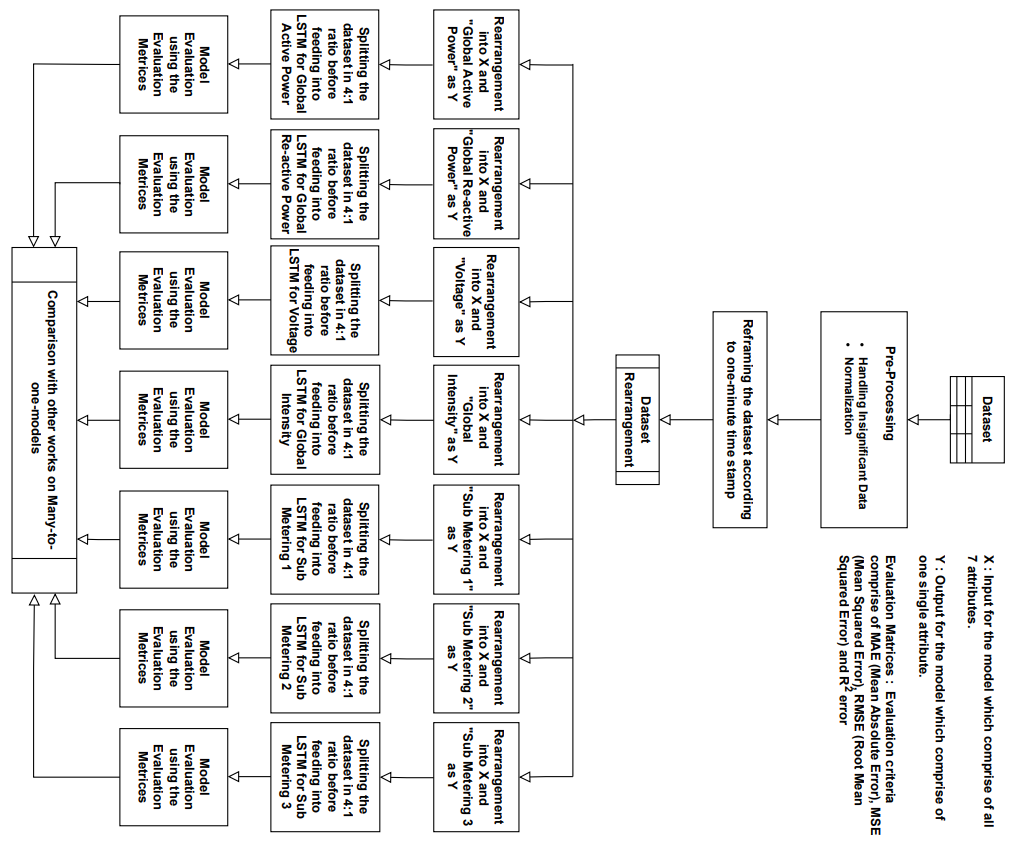 Dataset
Pre-Processing
• Handling Insignificant Data
• Normalization
Reframing the dataset according
to one-minute time stamp
Dataset
Rearrangement
X : Input for the model which comprise of all
7 attributes.
Y : Output for the model which comprise of
one single attribute.
Evaluation Matrices : Evaluation criteria
comprise of MAE (Mean Absolute Error), MSE
(Mean Squared Error), RMSE (Root Mean
Squared Error) and R² error
Rearrangement
into X and
"Global Active
Power" as Y
Rearrangement
into X and
"Global Re-active
Power" as Y
Rearrangement
into X and
"Voltage" as Y
Rearrangement
into X and
"Global
Intensity" as Y
Rearrangement
into X and
"Sub Metering 1"
as Y
Rearrangement
into X and
"Sub Metering 2"
as Y
Rearrangement
into X and
"Sub Metering 3
as Y
Splitting the
dataset in 4:1
ratio before
feeding into
LSTM for Global
Active Power
Splitting the
dataset in 4:1
ratio before
feeding into
LSTM for Global
Re-active Power
Splitting the
dataset in 4:1
ratio before
feeding into
LSTM for Voltage
Splitting the
dataset in 4:1
ratio before
feeding into
LSTM for Global
Intensity
Splitting the
dataset in 4:1
ratio before
feeding into
LSTM for Sub
Metering 1
Splitting the
dataset in 4:1
ratio before
feeding into
LSTM for Sub
Metering 2
Splitting the
dataset in 4:1
ratio before
feeding into
LSTM for Sub
Metering 3
Model
Evaluation
using the
Evaluation
Metrices
Model
Evaluation
using the
Evaluation
Metrices
Model
Evaluation
using the
Evaluation
Metrices
Model
Evaluation
using the
Evaluation
Metrices
Model
Evaluation
using the
Evaluation
Metrices
Model
Evaluation
using the
Evaluation
Metrices
Model
Evaluation
using the
Evaluation
Metrices
Comparison with other works on Many-to-
one-models